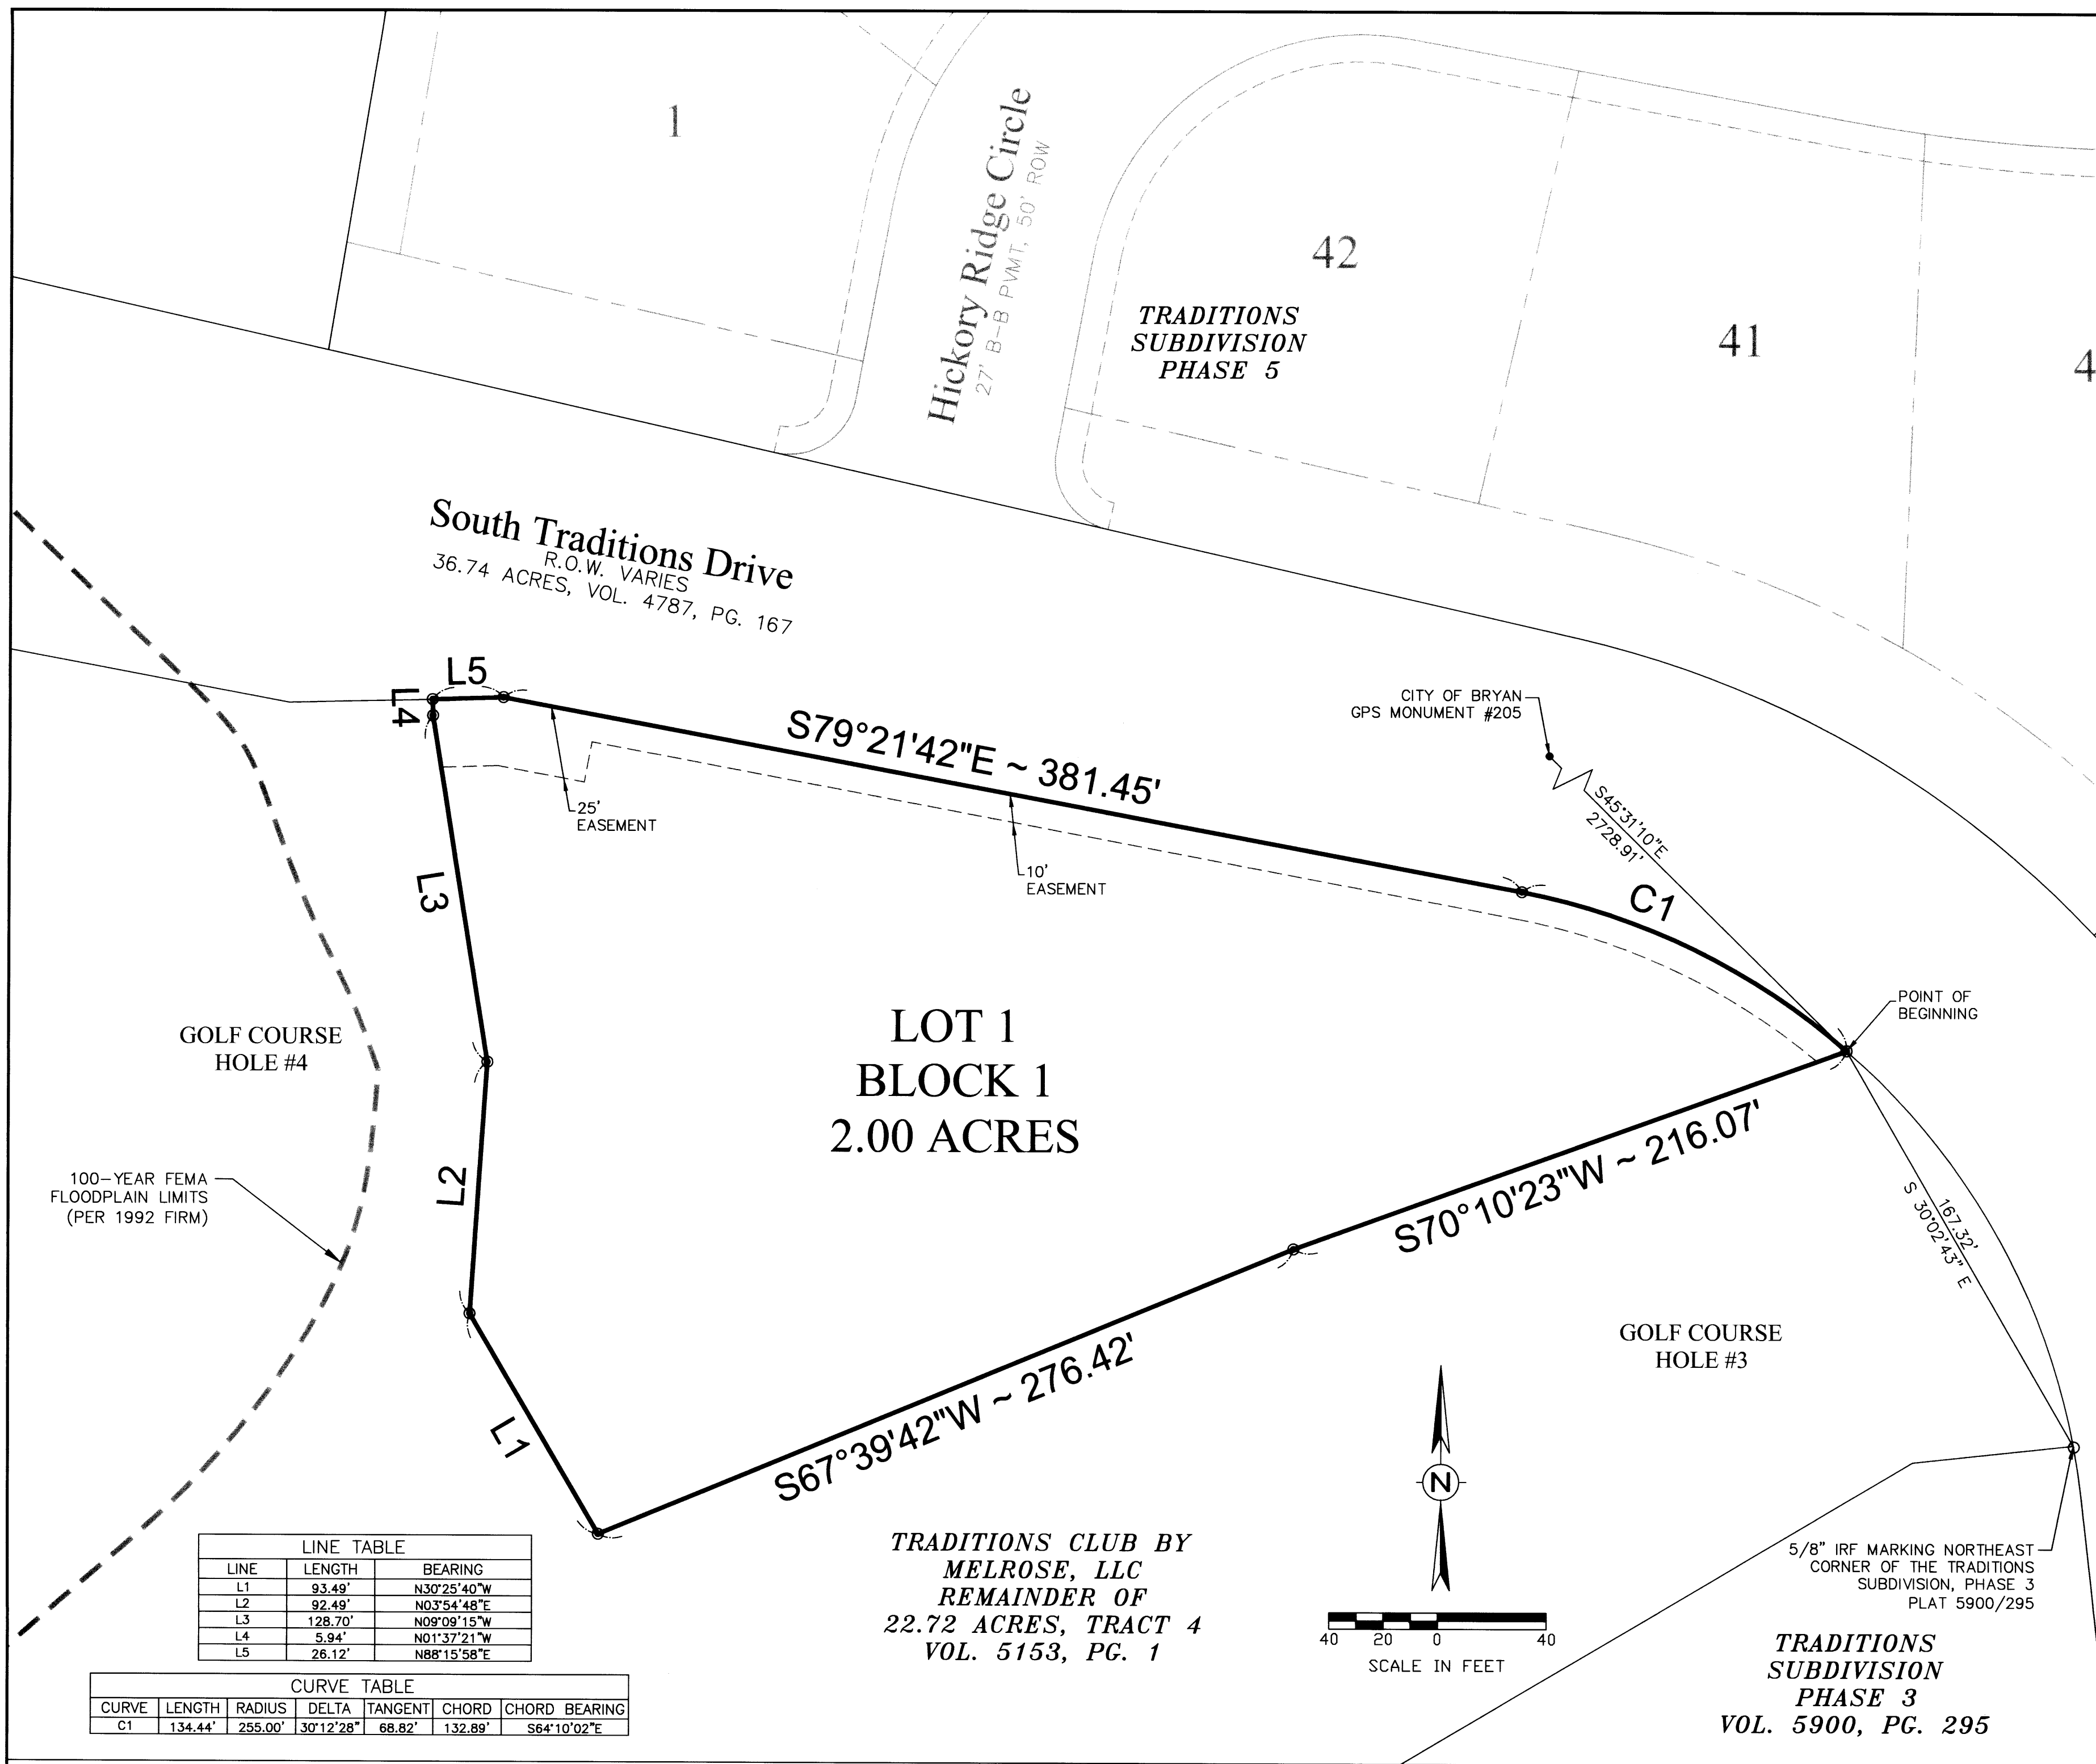 1
Hickory Ridge Circle
27' B-B PVMT, 50' ROW
42
TRADITIONS
SUBDIVISION
PHASE 5
41
4
South Traditions Drive
R.O.W. VARIES
36.74 ACRES, VOL. 4787, PG. 167
L5
L4
S79°21'42"E ~ 381.45'
CITY OF BRYAN
GPS MONUMENT #205
S45°31'10"E
2728.91'
25'
EASEMENT
10'
EASEMENT
L3
C1
POINT OF
BEGINNING
GOLF COURSE
HOLE #4
LOT 1
BLOCK 1
2.00 ACRES
100-YEAR FEMA
FLOODPLAIN LIMITS
(PER 1992 FIRM)
L2
S70°10'23"W ~ 216.07'
167.32'
S 30°02'43" E
GOLF COURSE
HOLE #3
L1
S67°39'42"W ~ 276.42'
N
LINE TABLE
LINE LENGTH BEARING
L1 93.49' N30°25'40"W
L2 92.49' N03°54'48"E
L3 128.70' N09°09'15"W
L4 5.94' N01°37'21"W
L5 26.12' N88°15'58"E
CURVE TABLE
CURVE LENGTH RADIUS DELTA TANGENT CHORD CHORD BEARING
C1 134.44' 255.00' 30°12'28" 68.82' 132.89' S64°10'02"E
TRADITIONS CLUB BY
MELROSE, LLC
REMAINDER OF
22.72 ACRES, TRACT 4
VOL. 5153, PG. 1
40 20 0 40
SCALE IN FEET
5/8" IRF MARKING NORTHEAST
CORNER OF THE TRADITIONS
SUBDIVISION, PHASE 3
PLAT 5900/295
TRADITIONS
SUBDIVISION
PHASE 3
VOL. 5900, PG. 295